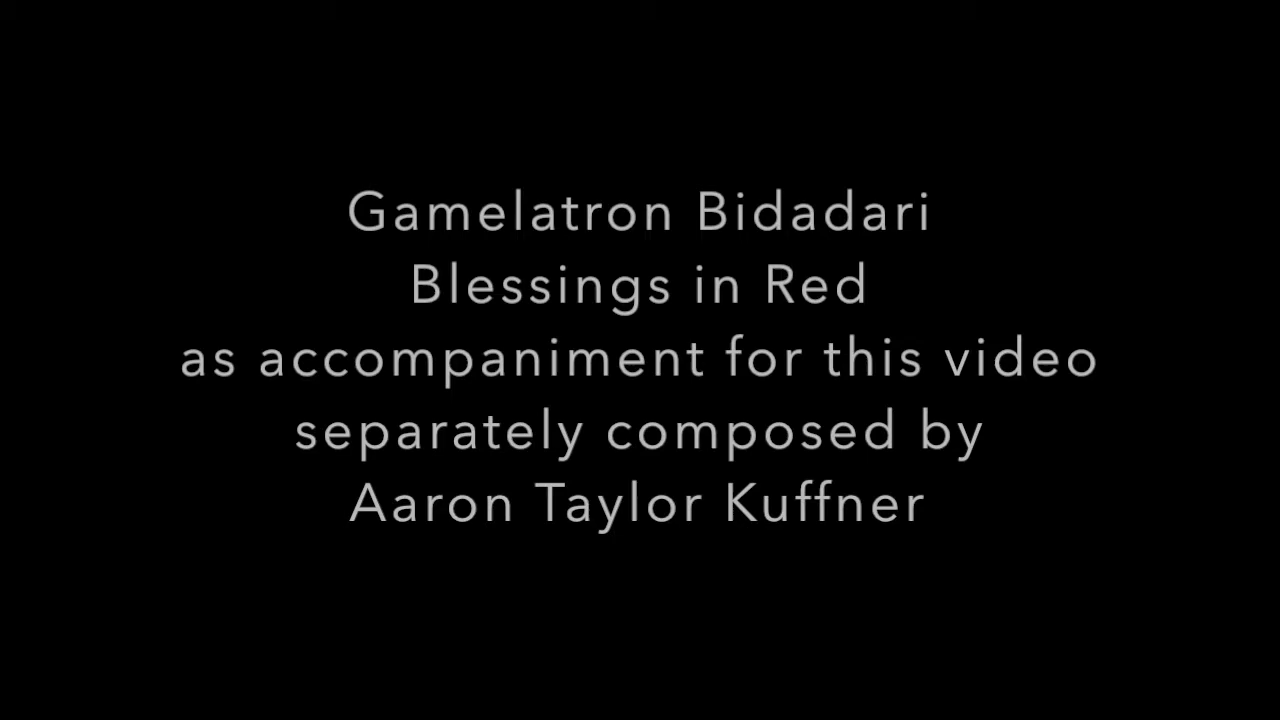 Gamelatron Bidadari
Blessings in Red
as accompaniment for this video
separately composed by
Aaron Taylor Kuffner